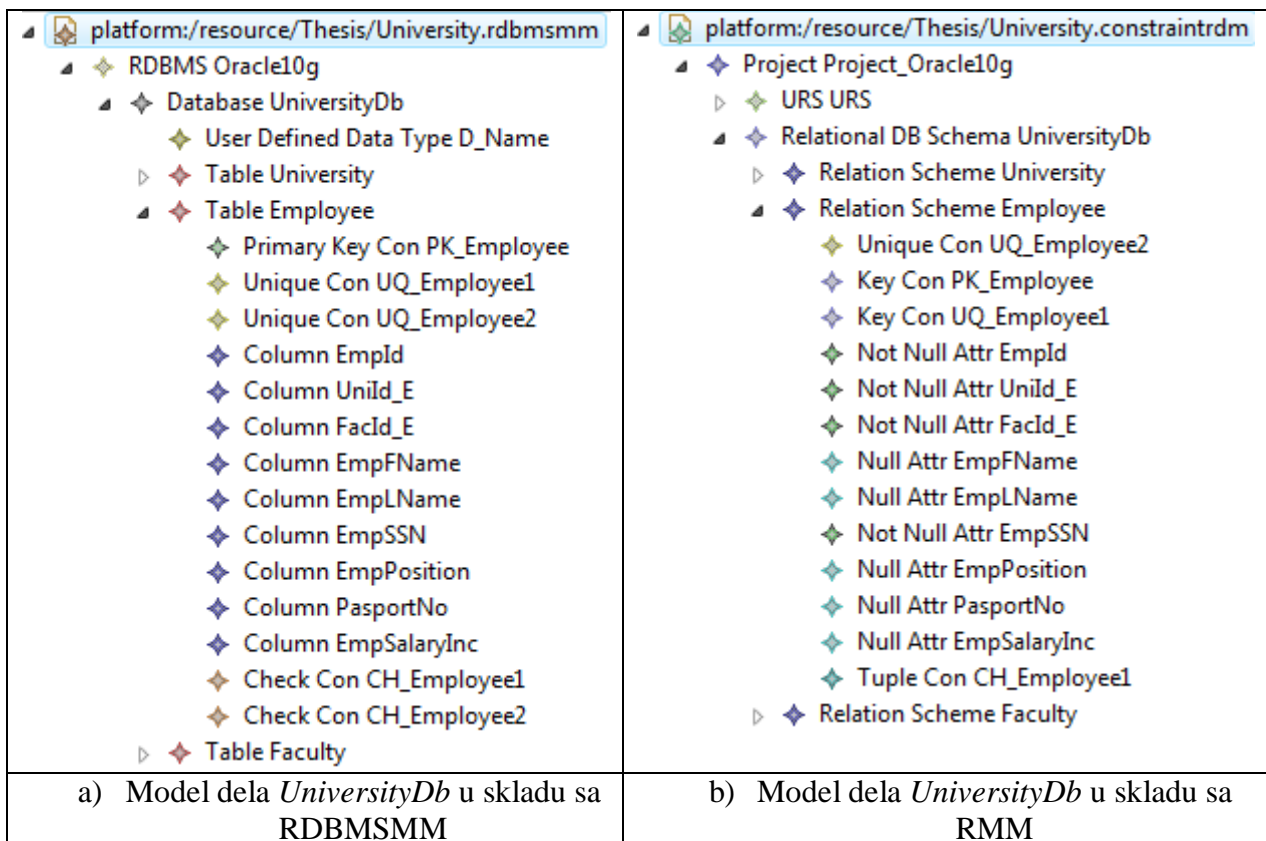 platform:/resource/Thesis/University.rdbmsmm
RDBMS Oracle10g
Database UniversityDb
User Defined Data Type D_Name
Table University
Table Employee
Primary Key Con PK_Employee
Unique Con UQ_Employee1
Unique Con UQ_Employee2
Column EmpId
Column UniId_E
Column FacId_E
Column EmpFName
Column EmpLName
Column EmpSSN
Column EmpPosition
Column PasportNo
Column EmpSalaryInc
Check Con CH_Employee1
Check Con CH_Employee2
Table Faculty
a) Model dela UniversityDb u skladu sa
RDBMSMM
platform:/resource/Thesis/University.constraintrdm
Project Project_Oracle10g
URS URS
Relational DB Schema UniversityDb
Relation Scheme University
Relation Scheme Employee
Unique Con UQ_Employee2
Key Con PK_Employee
Key Con UQ_Employee1
Not Null Attr EmpId
Not Null Attr UniId_E
Not Null Attr FacId_E
Null Attr EmpFName
Null Attr EmpLName
Not Null Attr EmpSSN
Null Attr EmpPosition
Null Attr PasportNo
Null Attr EmpSalaryInc
Tuple Con CH_Employee1
Relation Scheme Faculty
b) Model dela UniversityDb u skladu sa
RMM